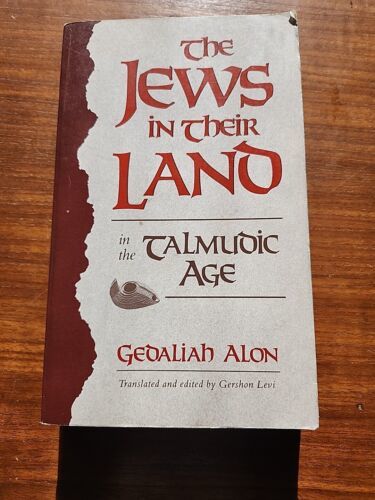 The
Jews
in Their
Land
in the
Talmudic
Age
Gedaliah Alon
Translated and edited by Gershon Levi